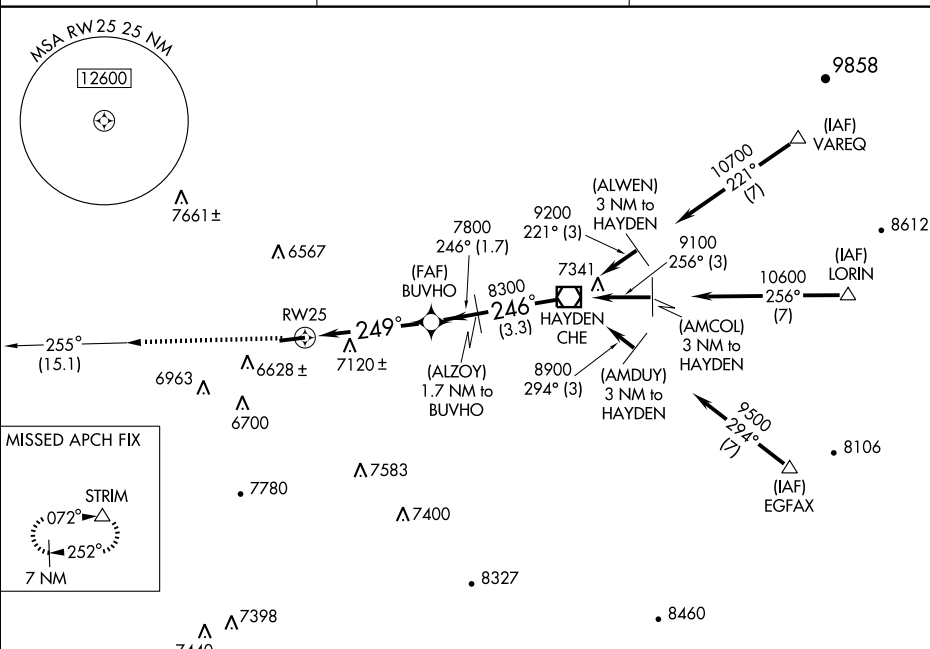 MSA RW25 25 NM
12600
9858
(IAF)
VAREQ
10700
221°
(7)
(ALWEN)
3 NM to
HAYDEN
7661 ±
9200
221° (3)
7800
246° (1.7)
8612
6567
9100
256° (3)
(IAF)
LORIN
(FAF)
BUVHO
7341
8300
246°
(3.3)
10600
256°
(7)
RW25
HAYDEN
CHE
249°
255°
(15.1)
(AMCOL)
3 NM to
HAYDEN
7120 ±
6628 ±
(ALZOY)
1.7 NM to
BUVHO
8900
294° (3)
(AMDUY)
3 NM to
HAYDEN
6963
6700
9500
294°
(7)
MISSED APCH FIX
8106
7583
(IAF)
EGFAX
7780
STRIM
072°
7400
252°
7 NM
8327
8460
7398